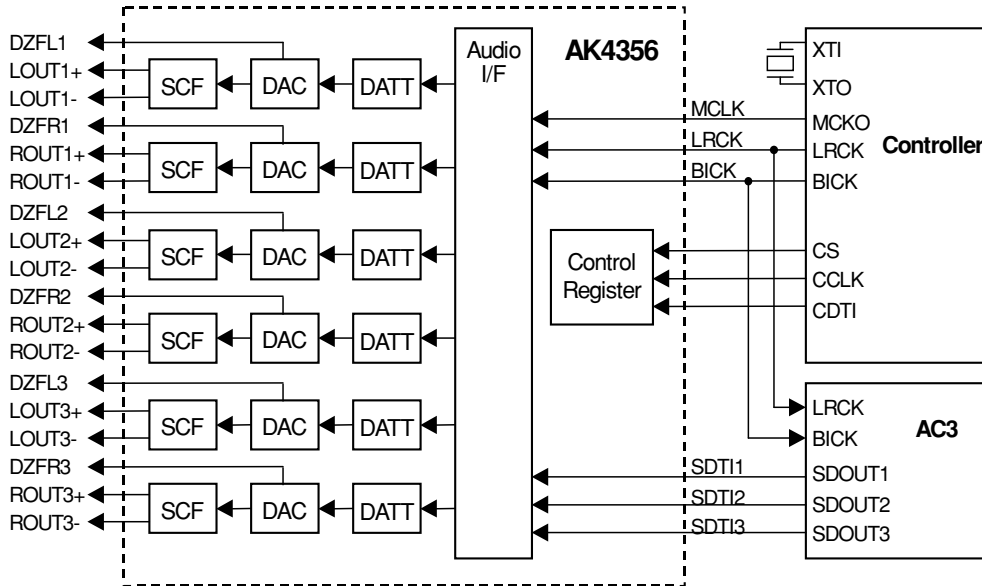 DZFL1
LOUT1+
LOUT1-
SCF
DAC
DATT
DZFR1
ROUT1+
ROUT1-
SCF
DAC
DATT
DZFL2
LOUT2+
LOUT2-
SCF
DAC
DATT
DZFR2
ROUT2+
ROUT2-
SCF
DAC
DATT
DZFL3
LOUT3+
LOUT3-
SCF
DAC
DATT
DZFR3
ROUT3+
ROUT3-
SCF
DAC
DATT
Audio
I/F
AK4356
Control
Register
MCLK
LRCK
BICK
SDTI1
SDTI2
SDTI3
XTI
XTO
MCKO
LRCK
BICK
Controller
CS
CCLK
CDTI
LRCK
BICK
AC3
SDOUT1
SDOUT2
SDOUT3